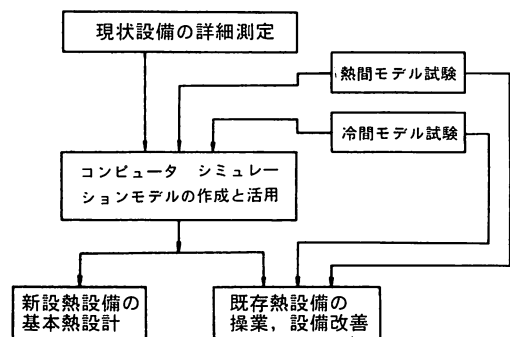 現状設備の詳細測定
熱間モデル試験
冷間モデル試験
コンピュータ シミュレー
ションモデルの作成と活用
新設熱設備の
基本熱設計
既存熱設備の
操業，設備改善